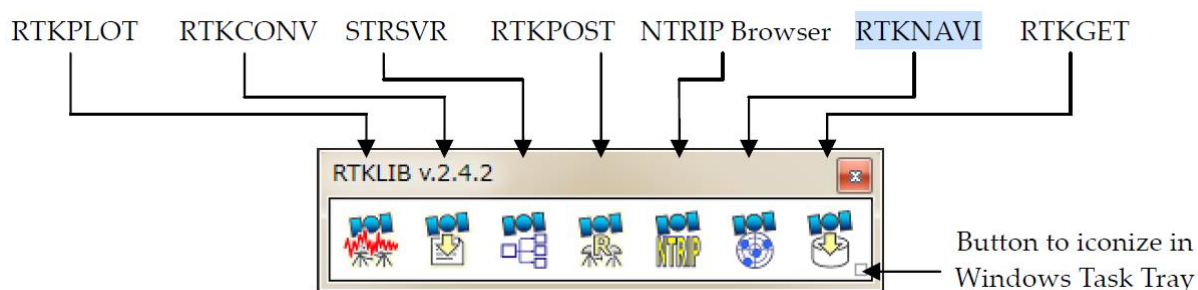 RTKPLOT RTKCONV STRSVR RTKPOST NTRIP Browser RTKNAVI RTKGET
RTKLIB v.2.4.2
R
NTRIP
Button to iconize in
Windows Task Tray